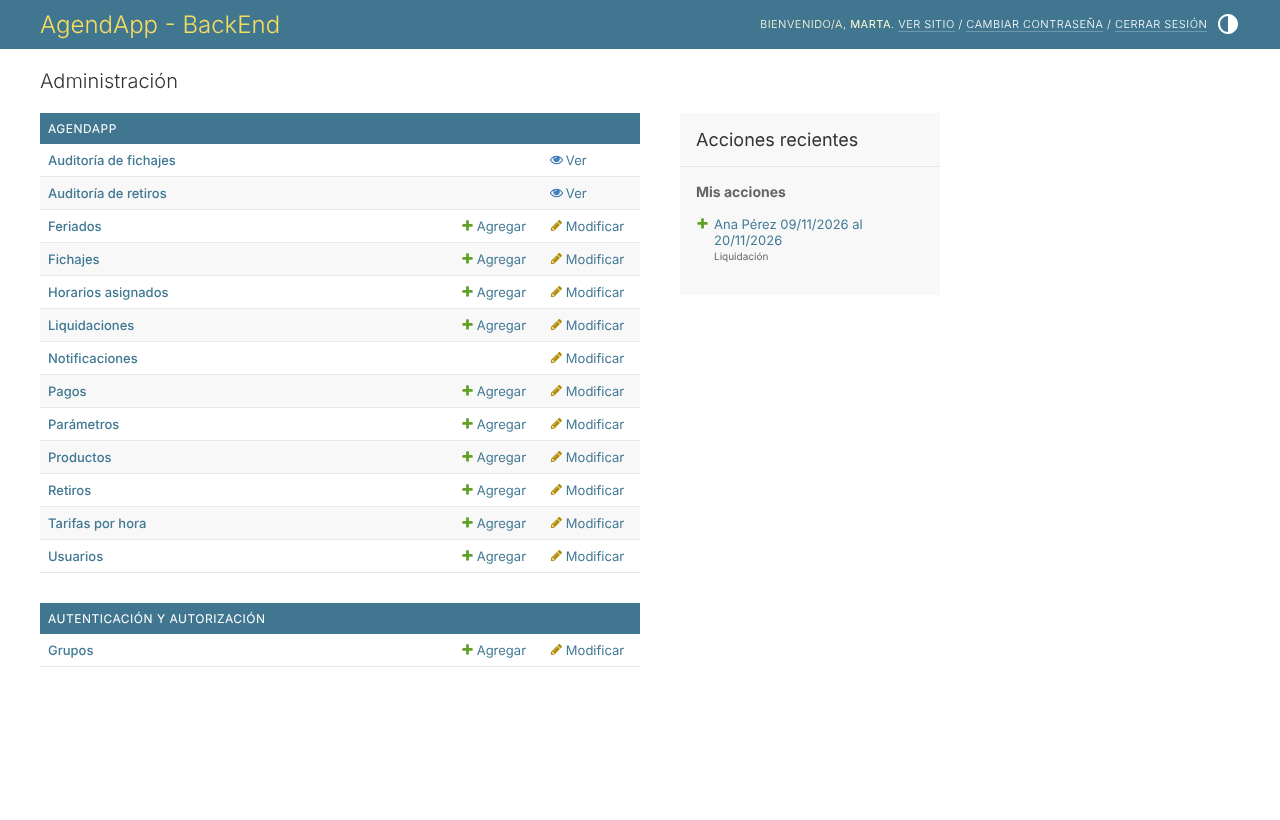 AgendApp - BackEnd
BIENVENIDO/A, MARTA. VER SITIO / CAMBIAR CONTRASEÑA / CERRAR SESIÓN
Administración
AGENDAPP
Auditoría de fichajes Ver
Auditoría de retiros Ver
Feriados Agregar Modificar
Fichajes Agregar Modificar
Horarios asignados Agregar Modificar
Liquidaciones Agregar Modificar
Notificaciones Modificar
Pagos Agregar Modificar
Parámetros Agregar Modificar
Productos Agregar Modificar
Retiros Agregar Modificar
Tarifas por hora Agregar Modificar
Usuarios Agregar Modificar
AUTENTICACIÓN Y AUTORIZACIÓN
Grupos Agregar Modificar
Acciones recientes
Mis acciones
Ana Pérez 09/11/2026 al
20/11/2026
Liquidación